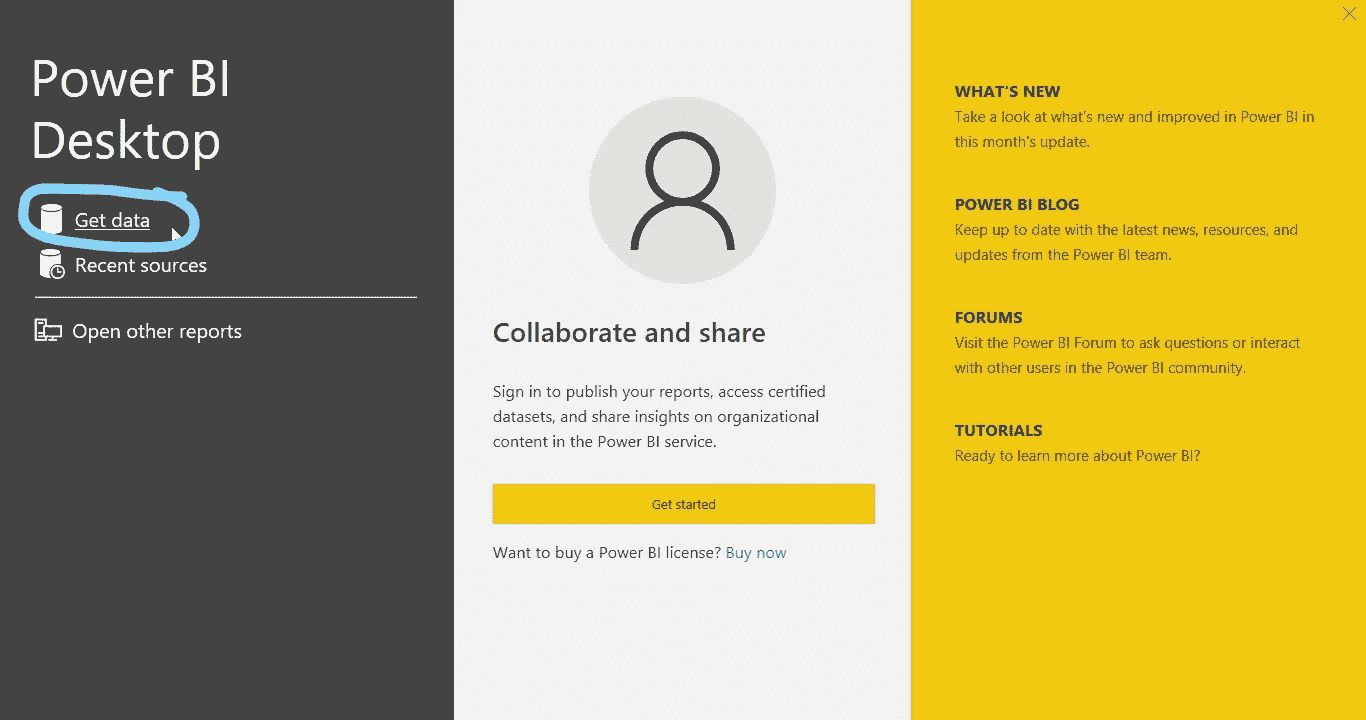 Power BI
Desktop
Get data
Recent sources
Open other reports
Collaborate and share
Sign in to publish your reports, access certified
datasets, and share insights on organizational
content in the Power BI service.
Get started
Want to buy a Power BI license? Buy now
WHAT'S NEW
Take a look at what's new and improved in Power BI in
this month's update.
POWER BI BLOG
Keep up to date with the latest news, resources, and
updates from the Power BI team.
FORUMS
Visit the Power BI Forum to ask questions or interact
with other users in the Power BI community.
TUTORIALS
Ready to learn more about Power BI?